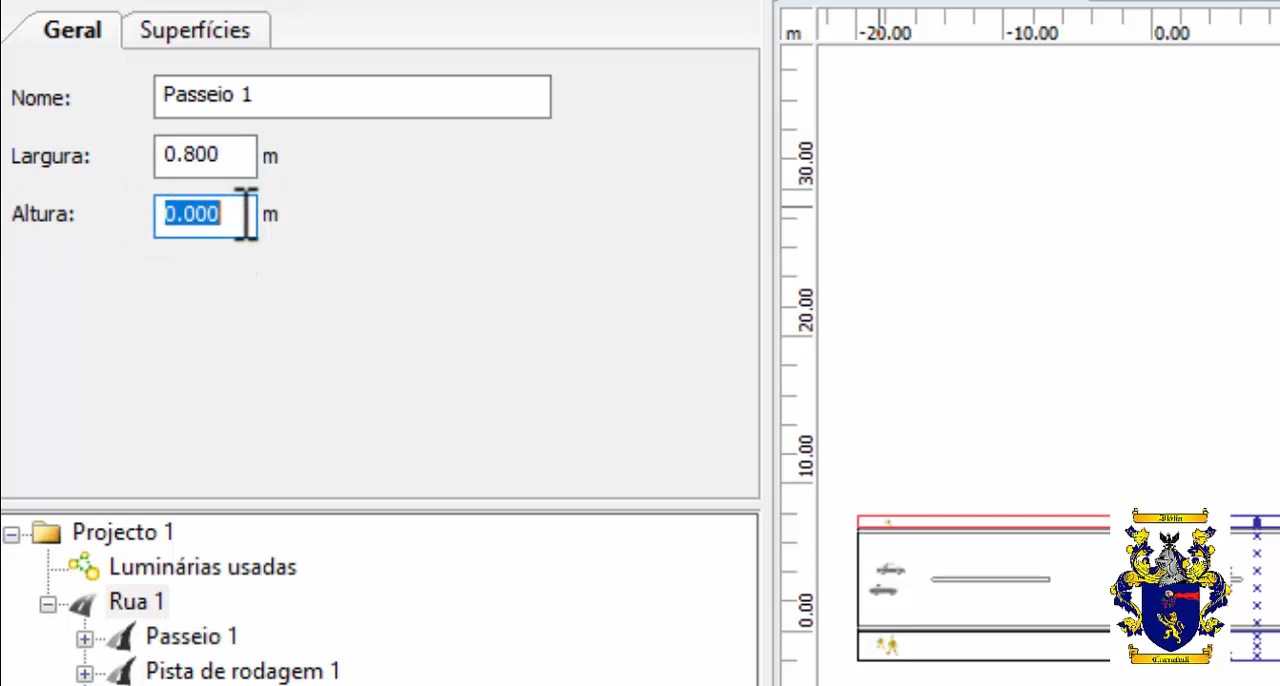 Geral Superfícies
Nome: Passeio 1
Largura: 0.800 m
Altura: 0.000 m
Projecto 1
Luminárias usadas
Rua 1
Passeio 1
Pista de rodagem 1
m -20.00 -10.00 0.00
30.00
20.00
10.00
0.00